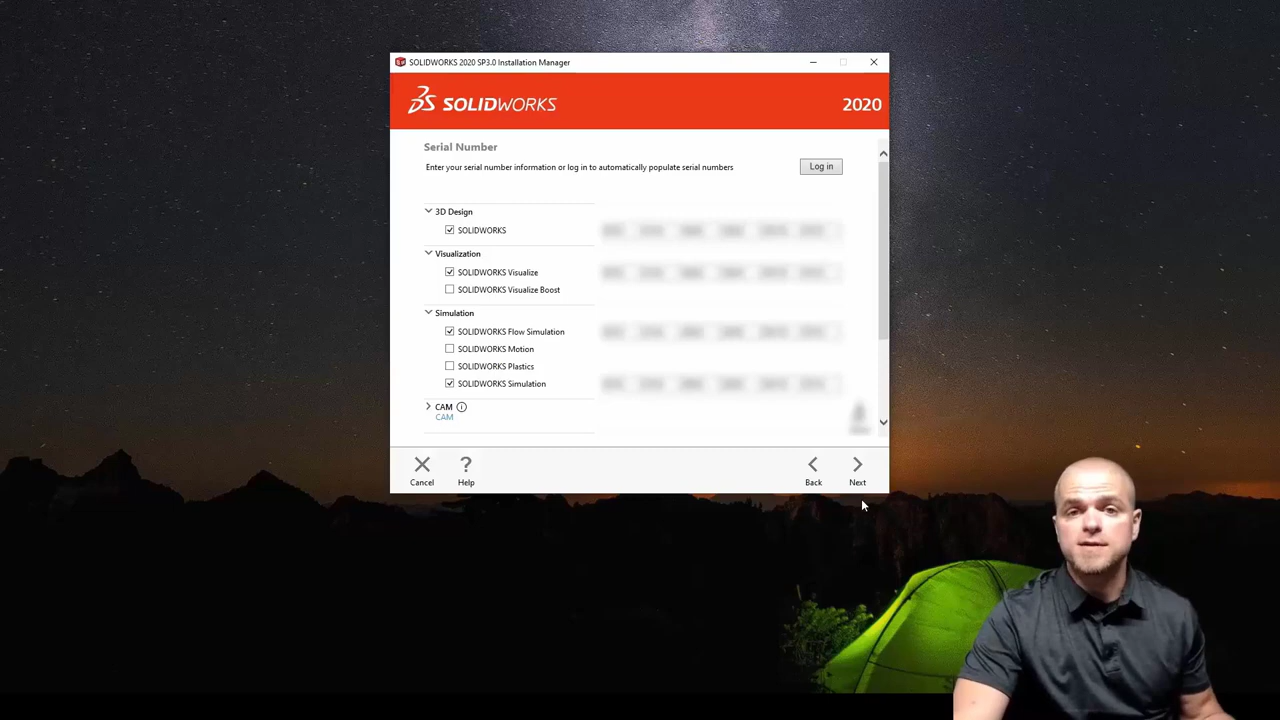 SOLIDWORKS 2020 SP3.0 Installation Manager
SOLIDWORKS
2020
Serial Number
Enter your serial number information or log in to automatically populate serial numbers
Log in
3D Design
SOLIDWORKS
Visualization
SOLIDWORKS Visualize
SOLIDWORKS Visualize Boost
Simulation
SOLIDWORKS Flow Simulation
SOLIDWORKS Motion
SOLIDWORKS Plastics
SOLIDWORKS Simulation
CAM
CAM
Cancel
Help
Back
Next